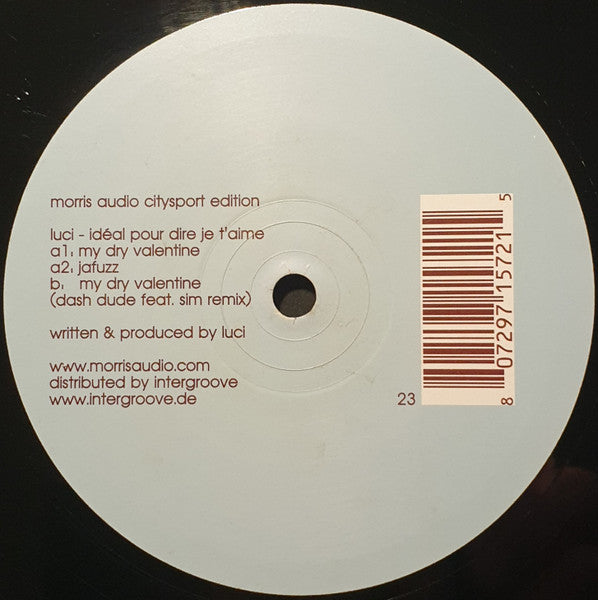 morris audio citysport edition
luci - idéal pour dire je t'aime
a1: my dry valentine
a2: jafuzz
b: my dry valentine
(dash dude feat. sim remix)
written & produced by luci
www.morrisaudio.com
distributed by intergroove
www.intergroove.de
23
8 07297 15721 5